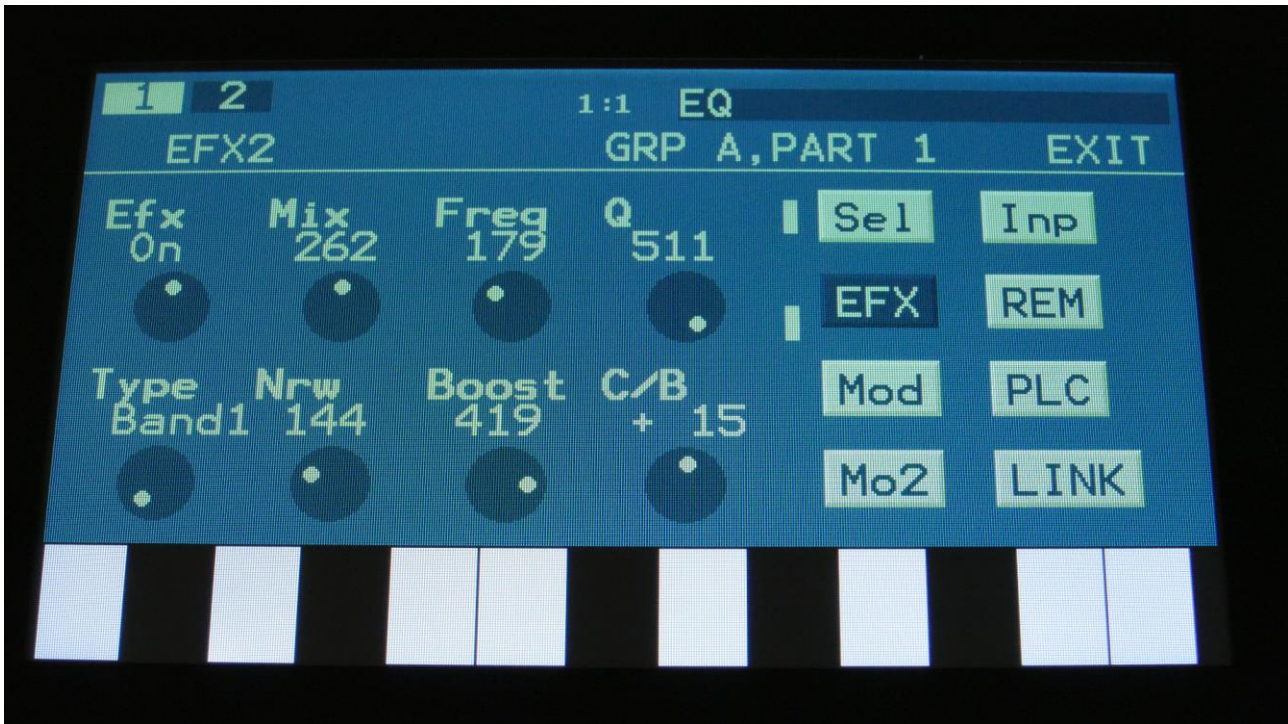 1 2 1:1 EQ
EFX2 GRP A,PART 1 EXIT
Efx Mix Freq Q Sel Inp
On 262 179 511
EFX REM
Type Nrw Boost C/B Mod PLC
Band1 144 419 + 15
Mo2 LINK